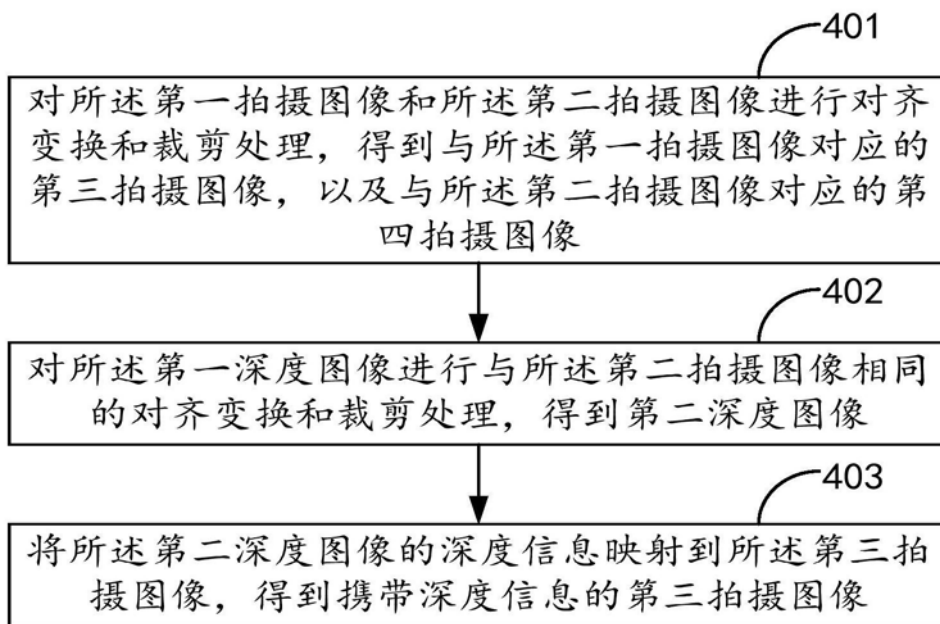 401
对所述第一拍摄图像和所述第二拍摄图像进行对齐
变换和裁剪处理，得到与所述第一拍摄图像对应的
第三拍摄图像，以及与所述第二拍摄图像对应的第
四拍摄图像
402
对所述第一深度图像进行与所述第二拍摄图像相同
的对齐变换和裁剪处理，得到第二深度图像
403
将所述第二深度图像的深度信息映射到所述第三拍
摄图像，得到携带深度信息的第三拍摄图像